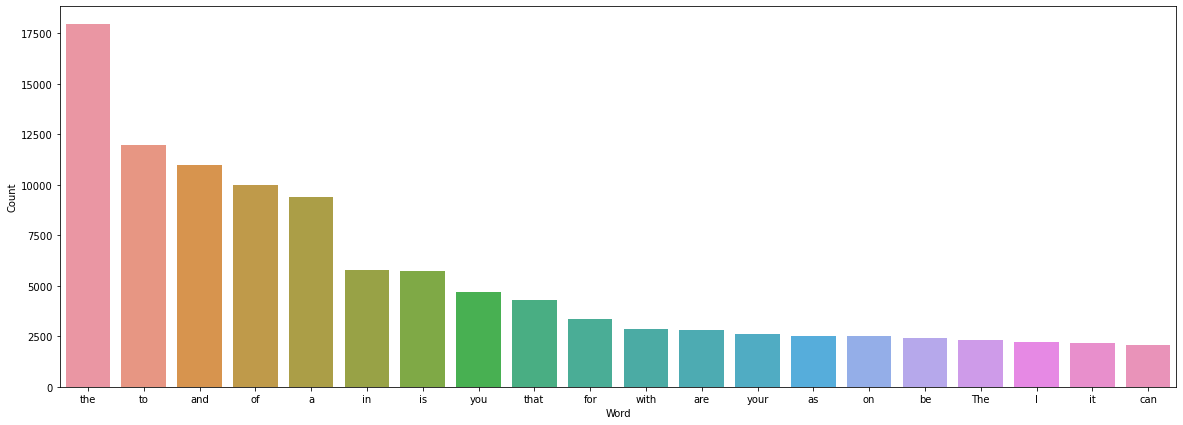 17500
15000
12500
10000
7500
5000
2500
0
Count
the to and of a in is you that for with are your as on be The I it can
Word